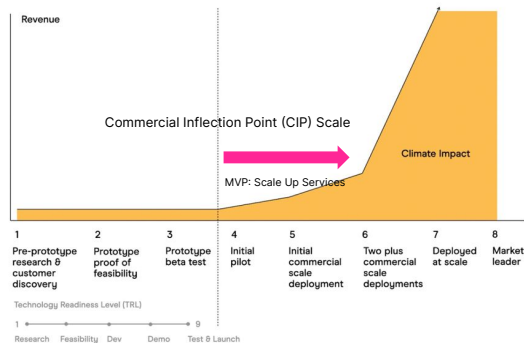 Revenue
Commercial Inflection Point (CIP) Scale
Climate Impact
MVP: Scale Up Services
1 2 3 4 5 6 7 8
Pre-prototype Prototype Prototype Initial Initial Two plus Deployed Market
research & proof of beta test pilot commercial commercial at scale leader
customer feasibility scale scale
discovery deployment deployments
Technology Readiness Level (TRL)
1 9
Research Feasibility Dev Demo Test & Launch